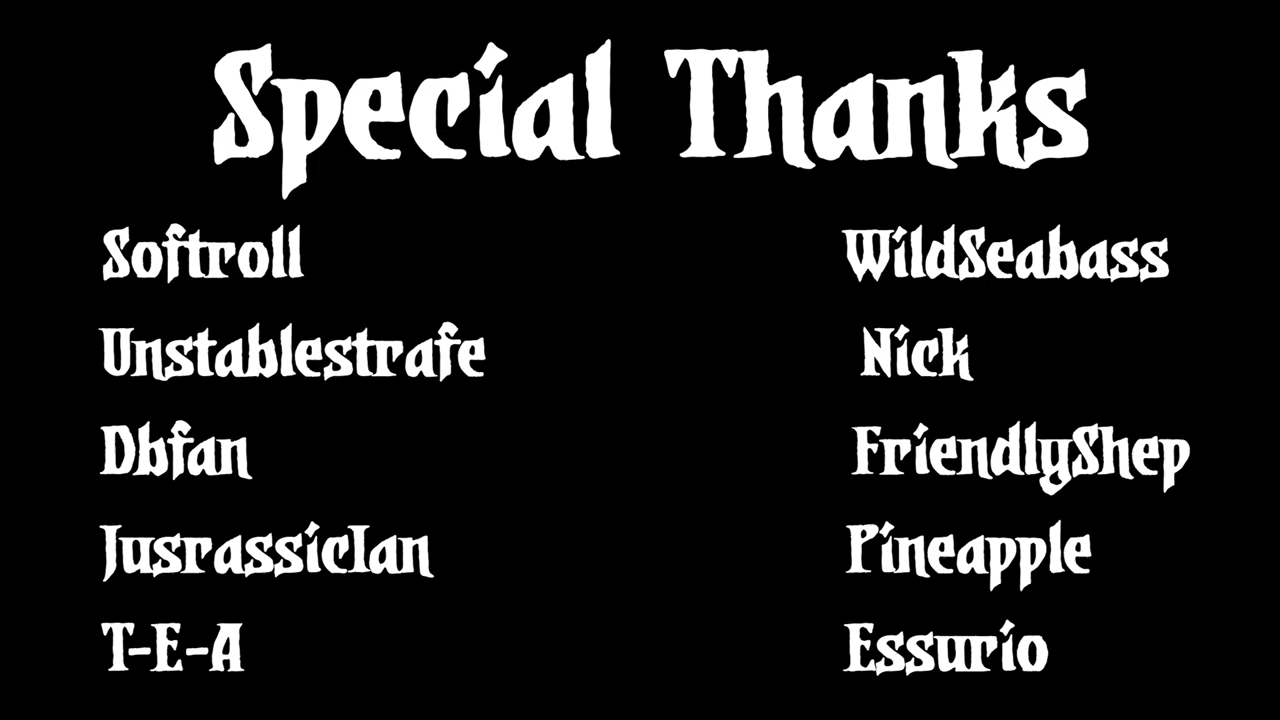 Special Thanks
Softroll
WildSeabass
Unstablestrafe
Nick
Dbfan
FriendlyShep
JusrassicIan
Pineapple
T-E-A
Essurio